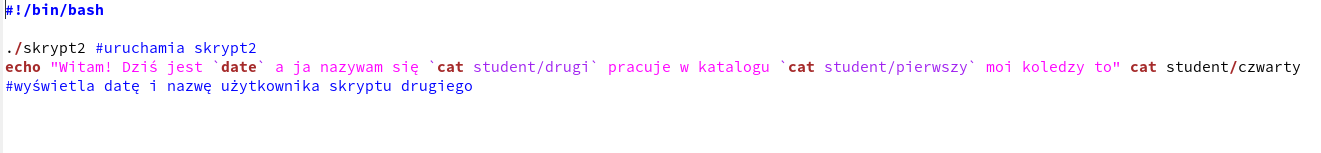 #!/bin/bash
./skrypt2 #uruchamia skrypt2
echo "Witam! Dziś jest `date` a ja nazywam się `cat student/drugi` pracuje w katalogu `cat student/pierwszy` moi koledzy to" cat student/czwarty
#wyświetla datę i nazwę użytkownika skryptu drugiego